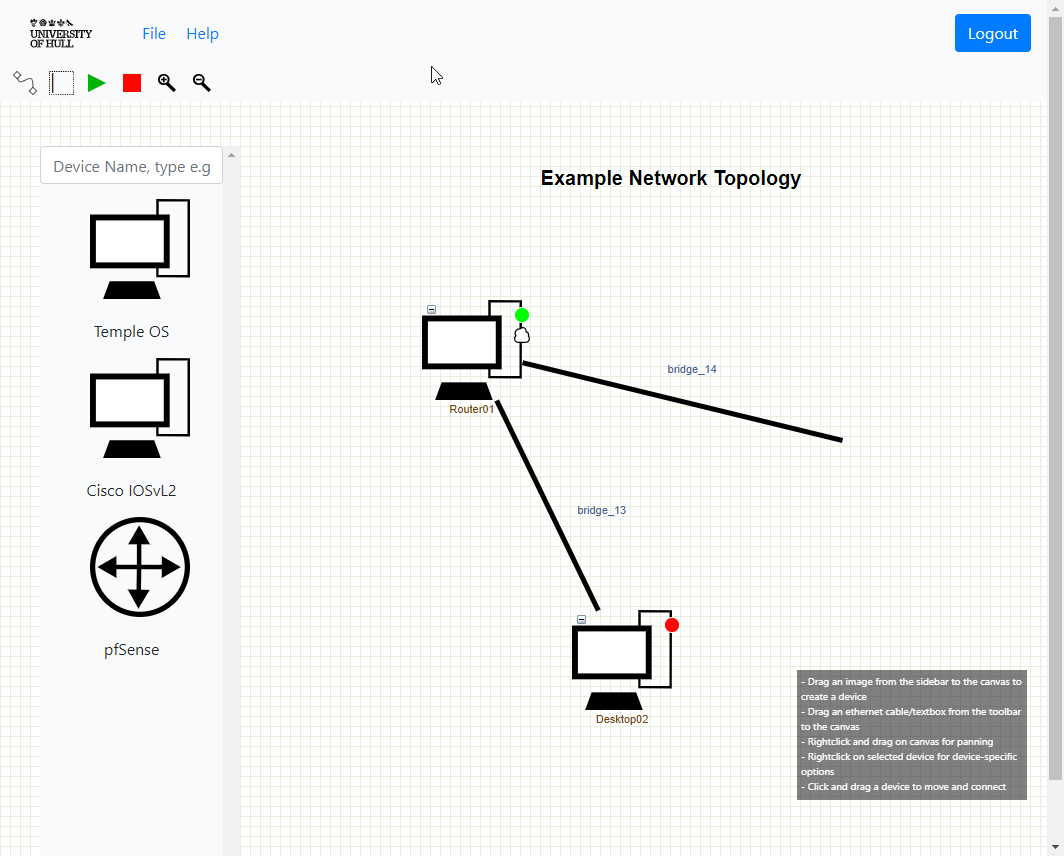 UNIVERSITY
OF HULL
File Help
Logout
Device Name, type e.g
Example Network Topology
Temple OS
bridge_14
Router01
Cisco IOSvL2
bridge_13
pfSense
Desktop02
- Drag an image from the sidebar to the canvas to
create a device
- Drag an ethernet cable/textbox from the toolbar
to the canvas
- Rightclick and drag on canvas for panning
- Rightclick on selected device for device-specific
options
- Click and drag a device to move and connect